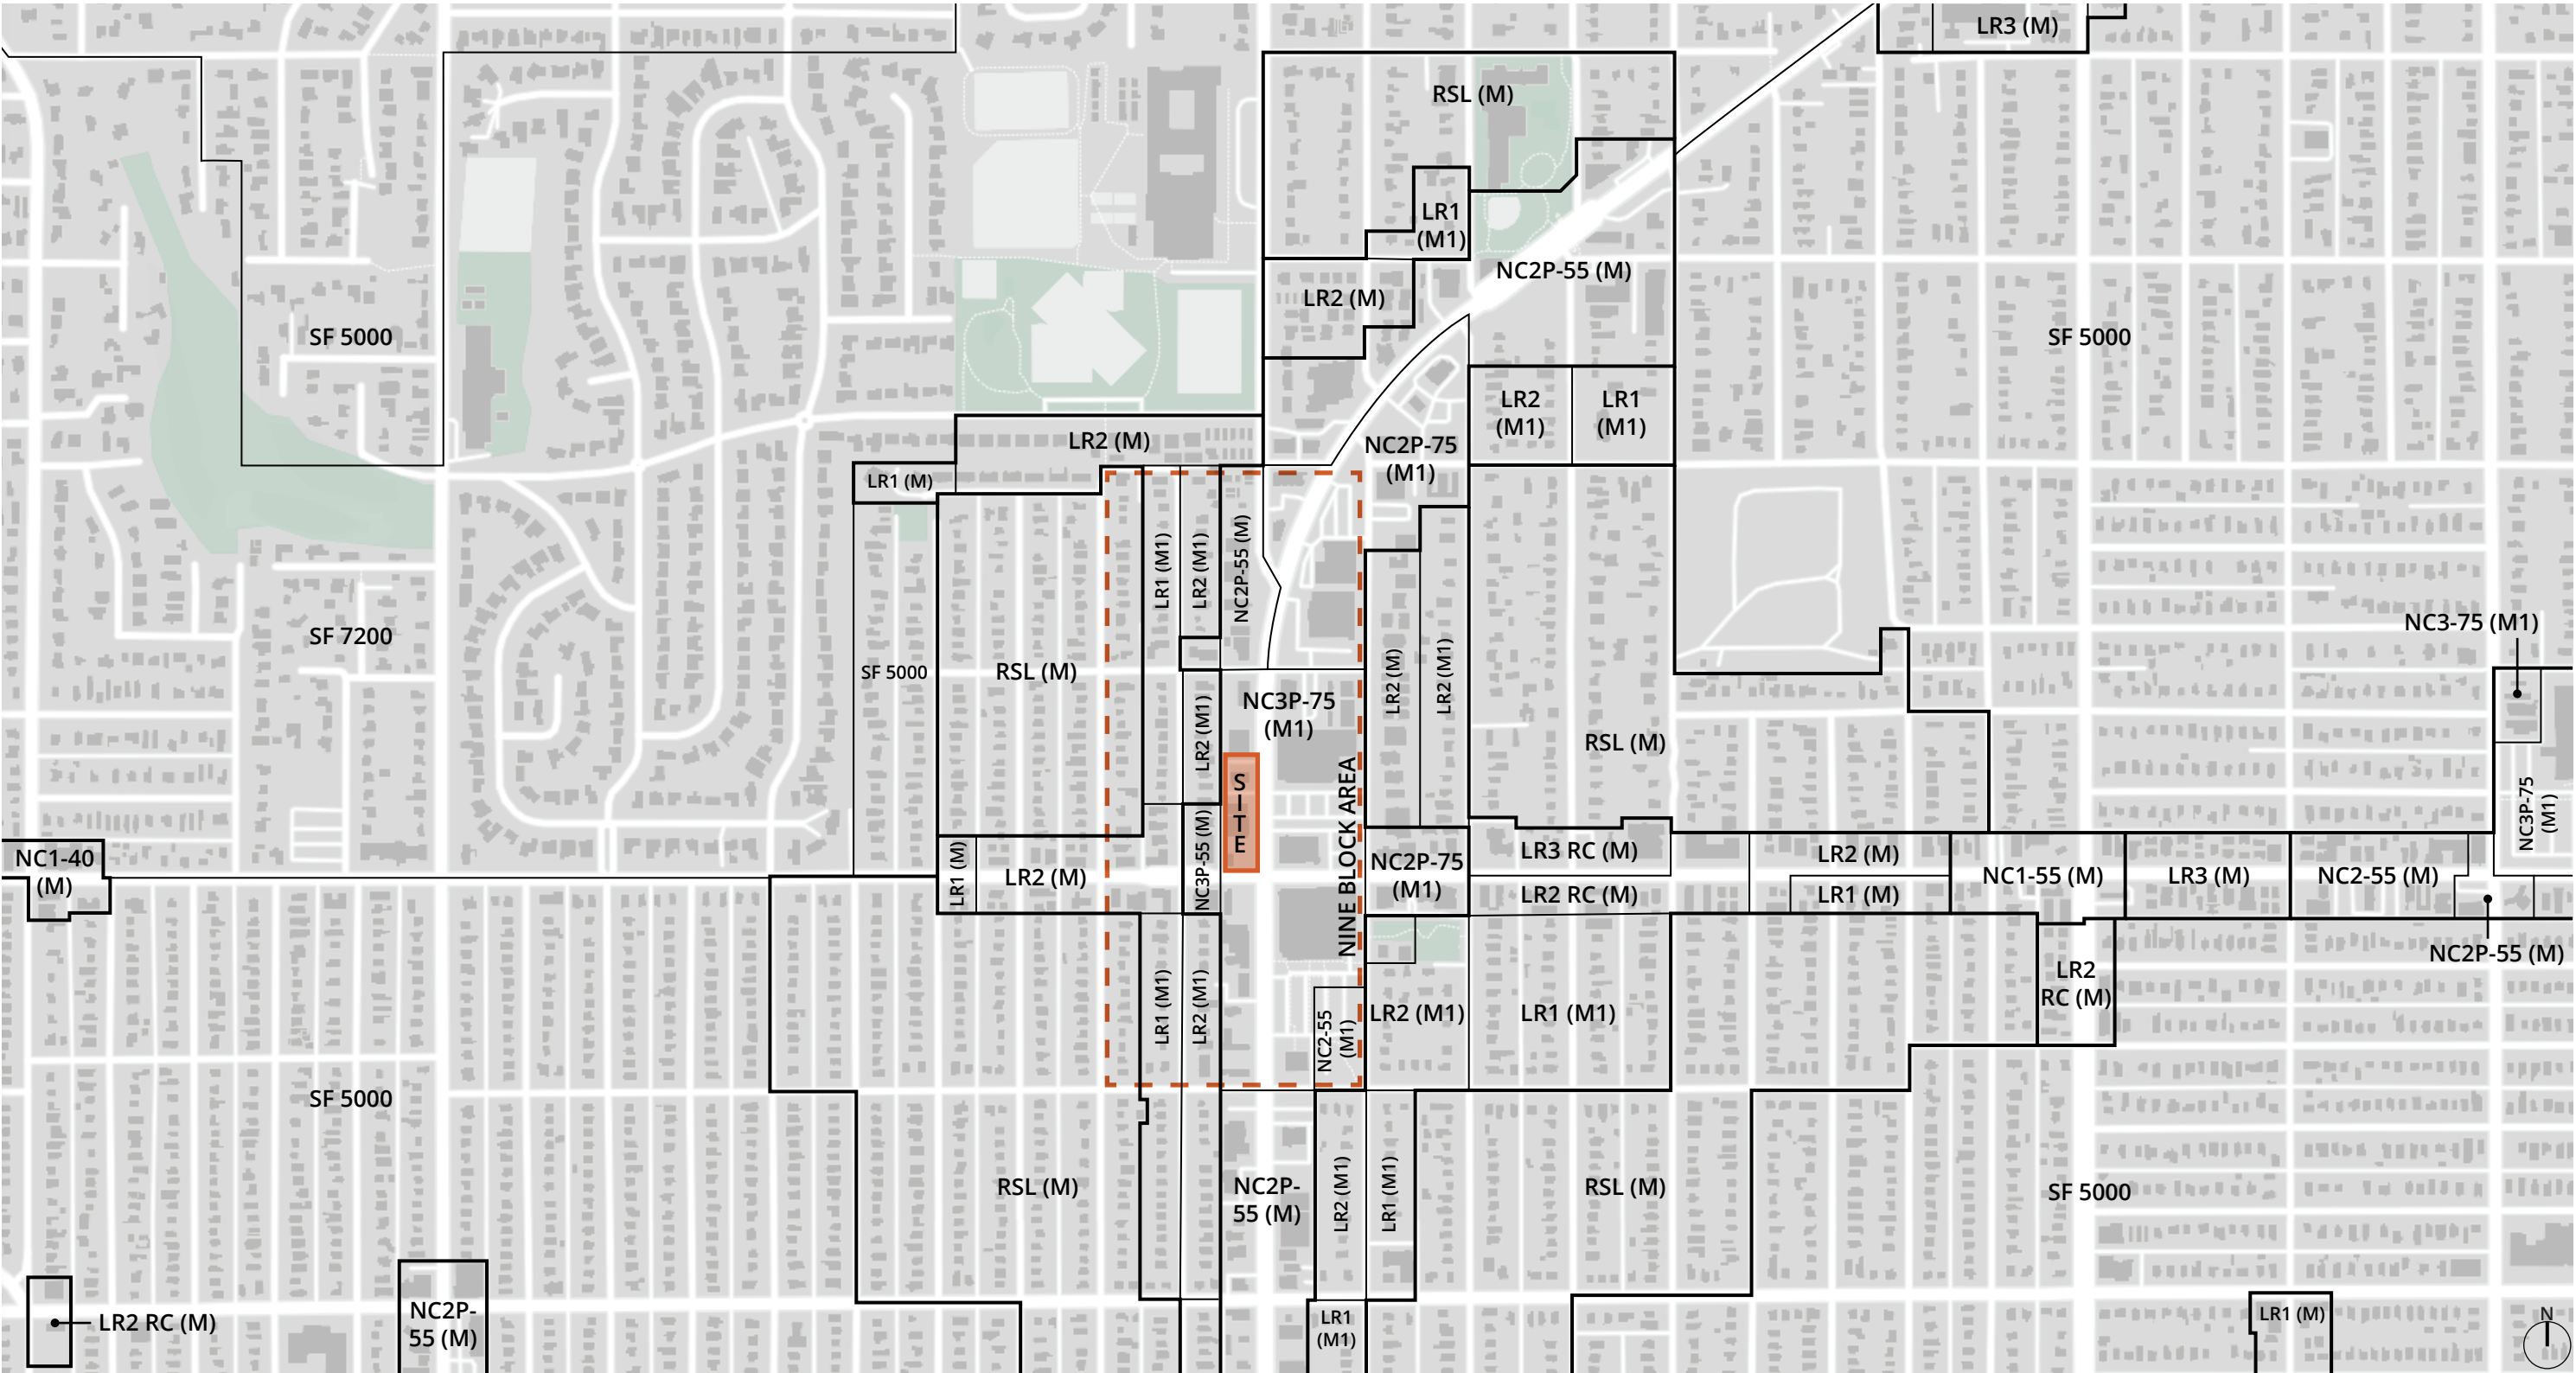 LR3 (M)
RSL (M)
LR1
(M1)
NC2P-55 (M)
LR2 (M)
SF 5000
SF 5000
LR2
(M1)
LR1
(M1)
LR2 (M)
NC2P-75
(M1)
LR1 (M)
LR1 (M1)
LR2 (M1)
NC2P-55 (M)
SF 7200
SF 5000
RSL (M)
LR2 (M)
LR2 (M1)
NC3-75 (M1)
NC3P-75
(M1)
LR2 (M1)
RSL (M)
SITE
NINE BLOCK AREA
NC3P-75
(M1)
NC1-40
(M)
LR1 (M)
LR2 (M)
NC3P-55 (M)
NC2P-75
(M1)
LR3 RC (M)
LR2 RC (M)
LR2 (M)
LR1 (M)
NC1-55 (M)
LR3 (M)
NC2-55 (M)
NC2P-55 (M)
LR2
RC (M)
LR1 (M1)
LR2 (M1)
NC2-55
(M1)
LR2 (M1)
LR1 (M1)
SF 5000
RSL (M)
NC2P-
55 (M)
LR2 (M1)
LR1 (M1)
RSL (M)
SF 5000
LR2 RC (M)
NC2P-
55 (M)
LR1
(M1)
LR1 (M)
N